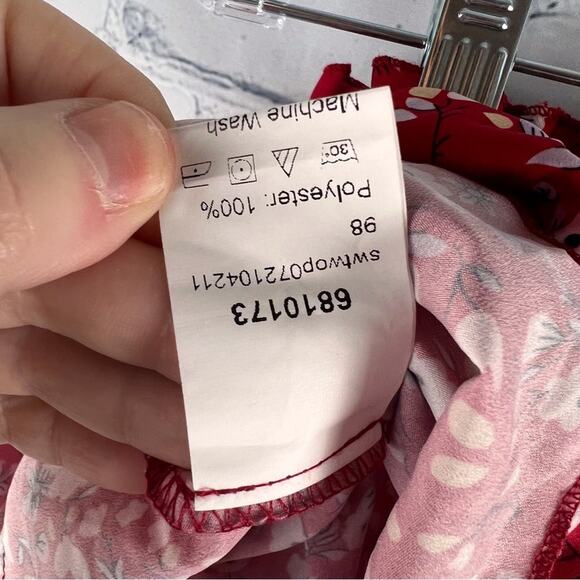 6810173
swtwop072104211
98
Polyester: 100%
30°
Machine Wash